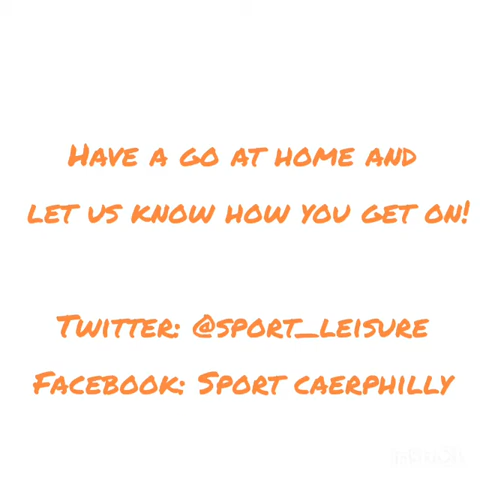 Have a go at home and
let us know how you get on!
Twitter: @sport_leisure
Facebook: Sport caerphilly